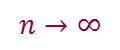 n → ∞